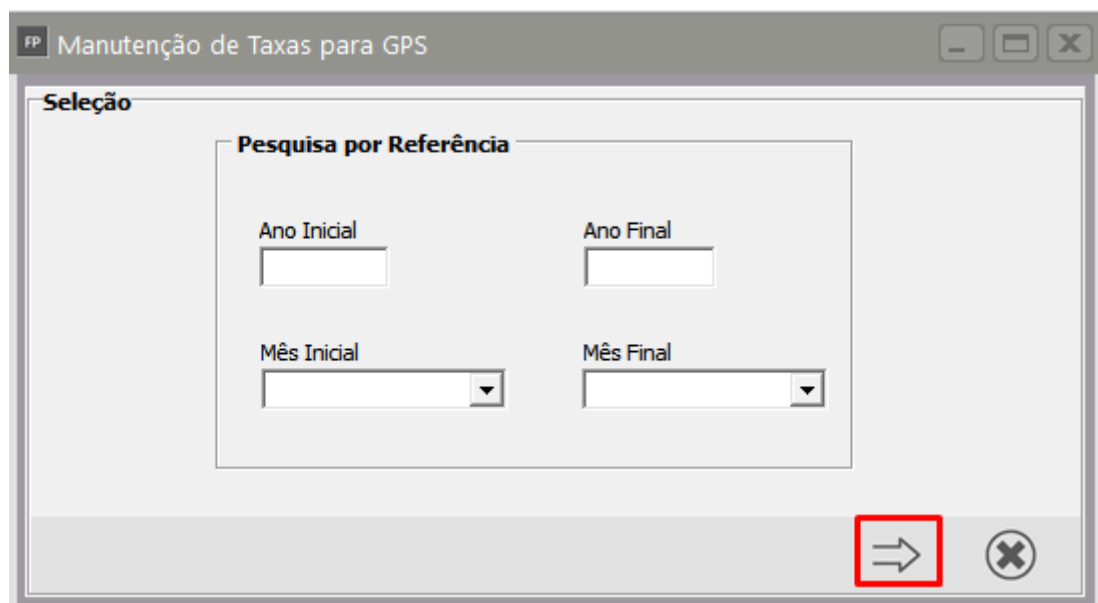 FP Manutenção de Taxas para GPS
Seleção
Pesquisa por Referência
Ano Inicial Ano Final
Mês Inicial Mês Final